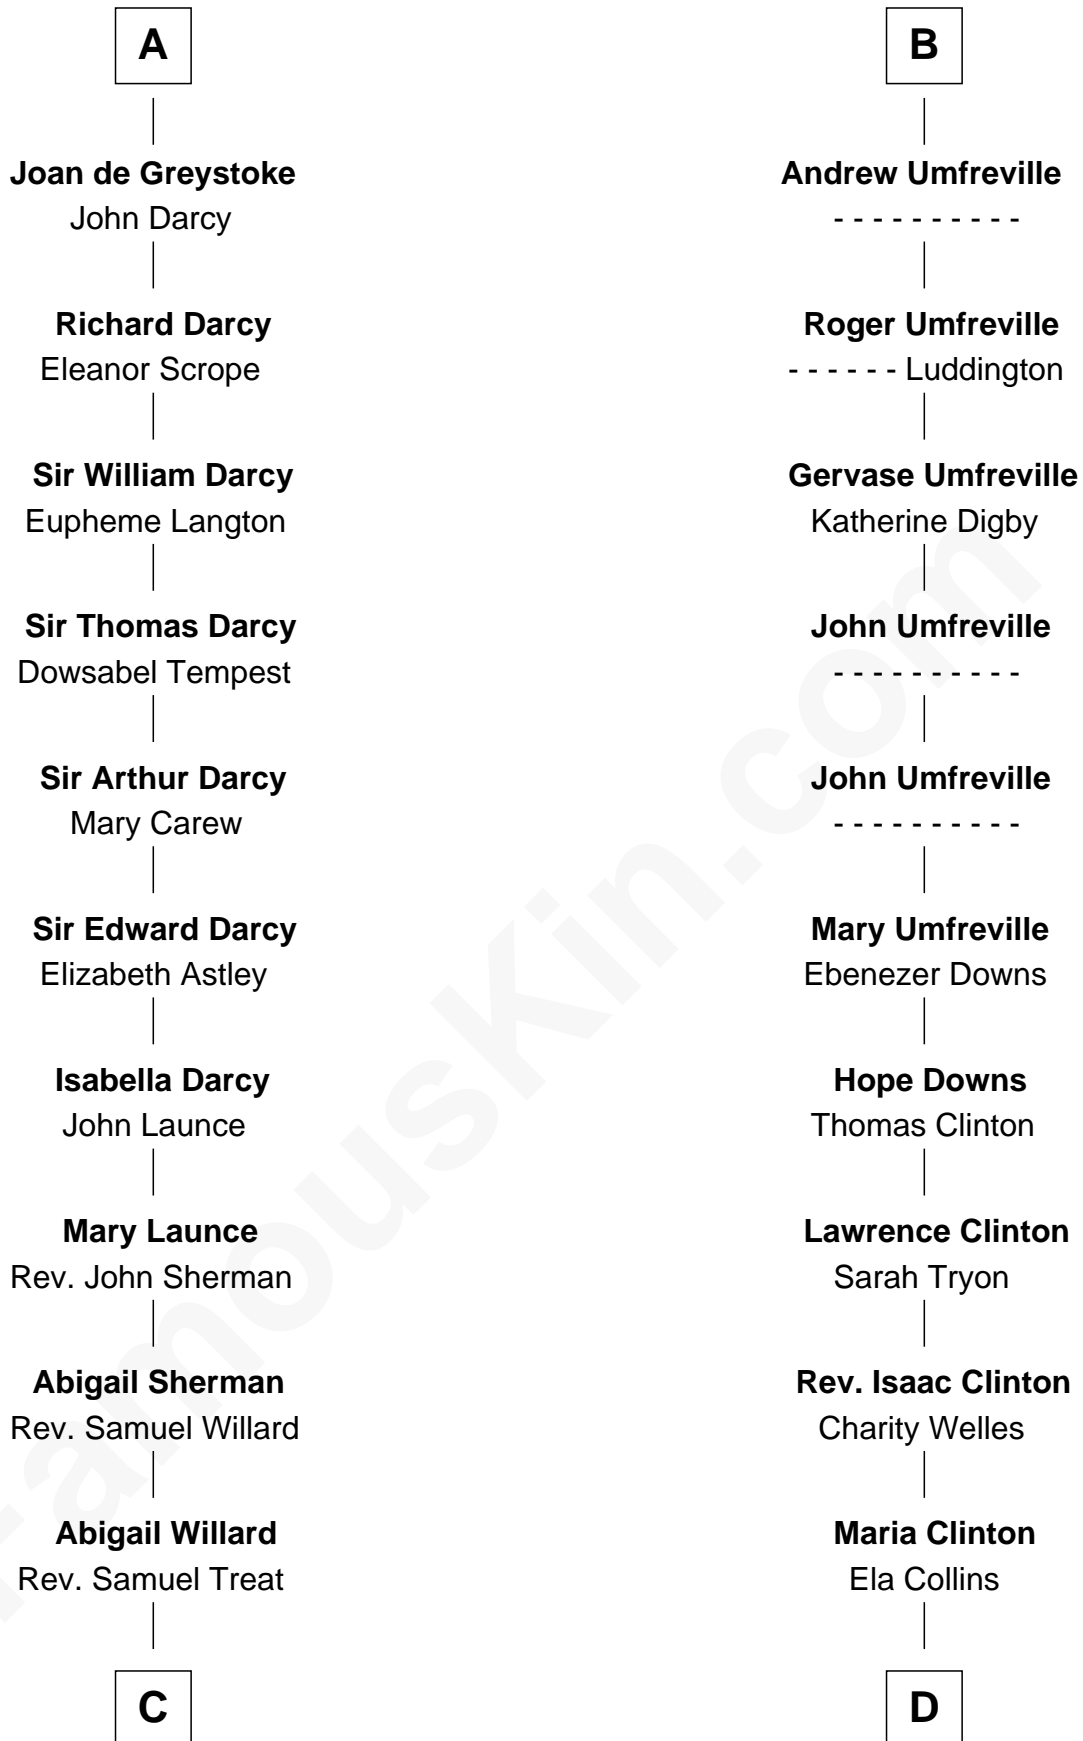 A
Joan de Greystoke
John Darcy
Richard Darcy
Eleanor Scrope
Sir William Darcy
Eupheme Langton
Sir Thomas Darcy
Dowsabel Tempest
Sir Arthur Darcy
Mary Carew
Sir Edward Darcy
Elizabeth Astley
Isabella Darcy
John Launce
Mary Launce
Rev. John Sherman
Abigail Sherman
Rev. Samuel Willard
Abigail Willard
Rev. Samuel Treat
C
B
Andrew Umfreville
- - - - - - - - - -
Roger Umfreville
- - - - - - Luddington
Gervase Umfreville
Katherine Digby
John Umfreville
- - - - - - - - - -
John Umfreville
- - - - - - - - - -
Mary Umfreville
Ebenezer Downs
Hope Downs
Thomas Clinton
Lawrence Clinton
Sarah Tryon
Rev. Isaac Clinton
Charity Welles
Maria Clinton
Ela Collins
D
FamousKin.com